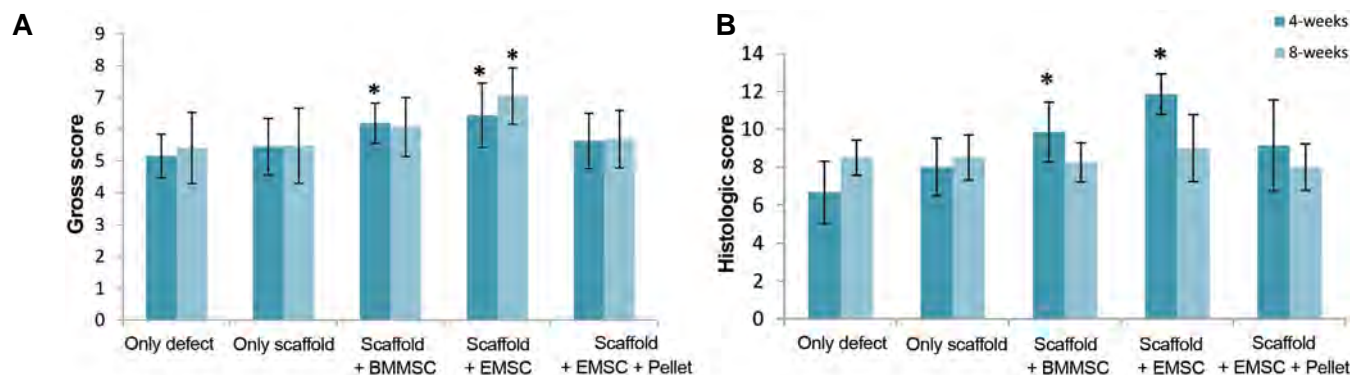 A
Gross score
9
8
7
6
5
4
3
2
1
0
*
*
*
Only defect
Only scaffold
Scaffold
+ BMMSC
Scaffold
+ EMSC
Scaffold
+ EMSC + Pellet
B
4-weeks
8-weeks
Histologic score
14
12
10
8
6
4
2
0
*
*
Only defect
Only scaffold
Scaffold
+ BMMSC
Scaffold
+ EMSC
Scaffold
+ EMSC + Pellet